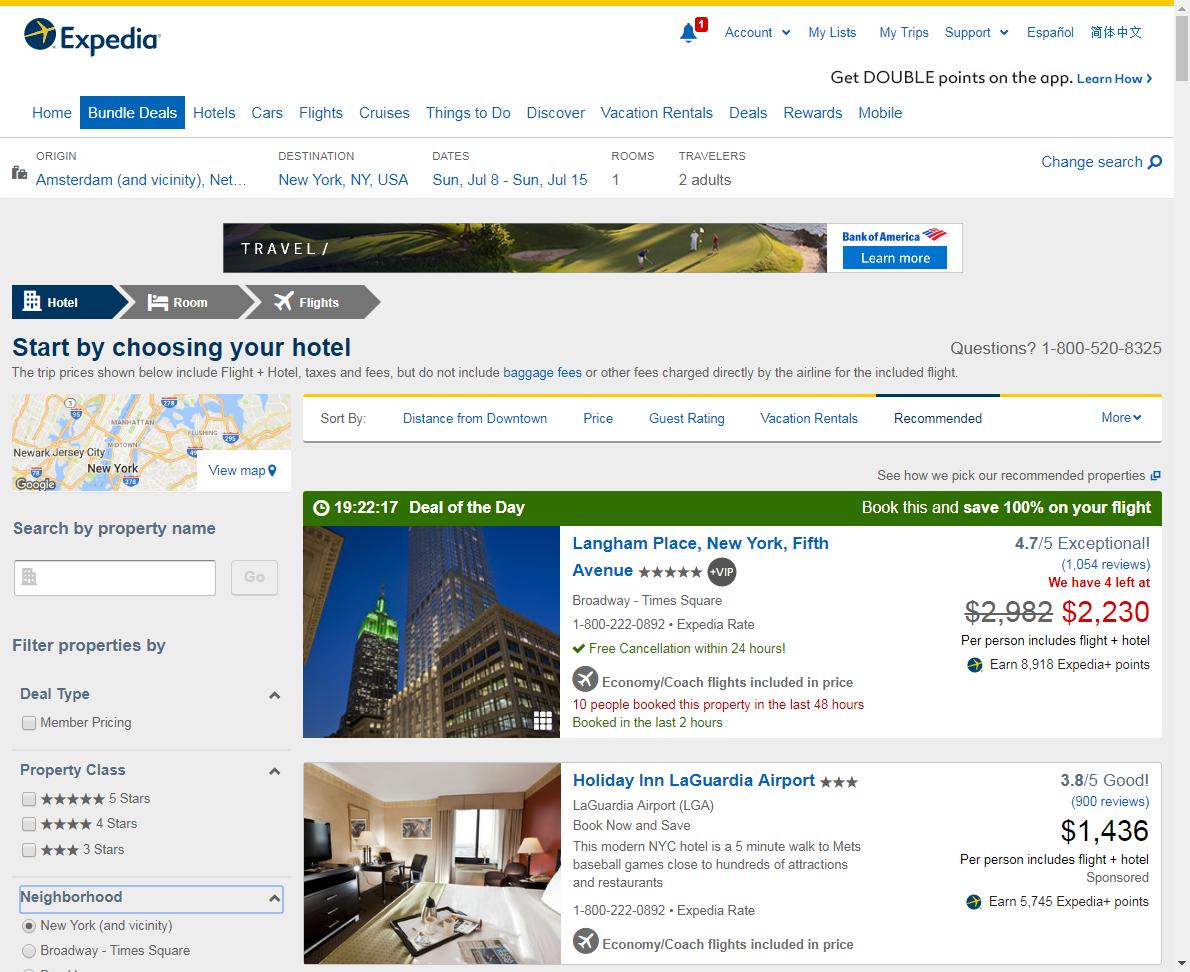 Expedia
1
Account
My Lists
My Trips
Support
Español
简体中文
Get DOUBLE points on the app. Learn How
Home
Bundle Deals
Hotels
Cars
Flights
Cruises
Things to Do
Discover
Vacation Rentals
Deals
Rewards
Mobile
ORIGIN
Amsterdam (and vicinity), Net...
DESTINATION
New York, NY, USA
DATES
Sun, Jul 8 - Sun, Jul 15
ROOMS
1
TRAVELERS
2 adults
Change search
TRAVEL/
Bank of America
Learn more
Hotel
Room
Flights
Start by choosing your hotel
Questions? 1-800-520-8325
The trip prices shown below include Flight + Hotel, taxes and fees, but do not include baggage fees or other fees charged directly by the airline for the included flight.
3
278
95
MANHATTAN
FLUSHING
295
MIDTOWN
Newark Jersey City
New York
78
278
Google
View map
Sort By:
Distance from Downtown
Price
Guest Rating
Vacation Rentals
Recommended
More
See how we pick our recommended properties
Search by property name
Go
Filter properties by
Deal Type
Member Pricing
Property Class
★★★★★ 5 Stars
★★★★ 4 Stars
★★★ 3 Stars
Neighborhood
New York (and vicinity)
Broadway - Times Square
19:22:17 Deal of the Day
Book this and save 100% on your flight
Langham Place, New York, Fifth
Avenue ★★★★★ +VIP
Broadway - Times Square
1-800-222-0892 • Expedia Rate
Free Cancellation within 24 hours!
Economy/Coach flights included in price
10 people booked this property in the last 48 hours
Booked in the last 2 hours
4.7/5 Exceptional!
(1,054 reviews)
We have 4 left at
$2,982 $2,230
Per person includes flight + hotel
Earn 8,918 Expedia+ points
Holiday Inn LaGuardia Airport ★★★
LaGuardia Airport (LGA)
Book Now and Save
This modern NYC hotel is a 5 minute walk to Mets
baseball games close to hundreds of attractions
and restaurants
1-800-222-0892 • Expedia Rate
Economy/Coach flights included in price
3.8/5 Good!
(900 reviews)
$1,436
Per person includes flight + hotel
Sponsored
Earn 5,745 Expedia+ points